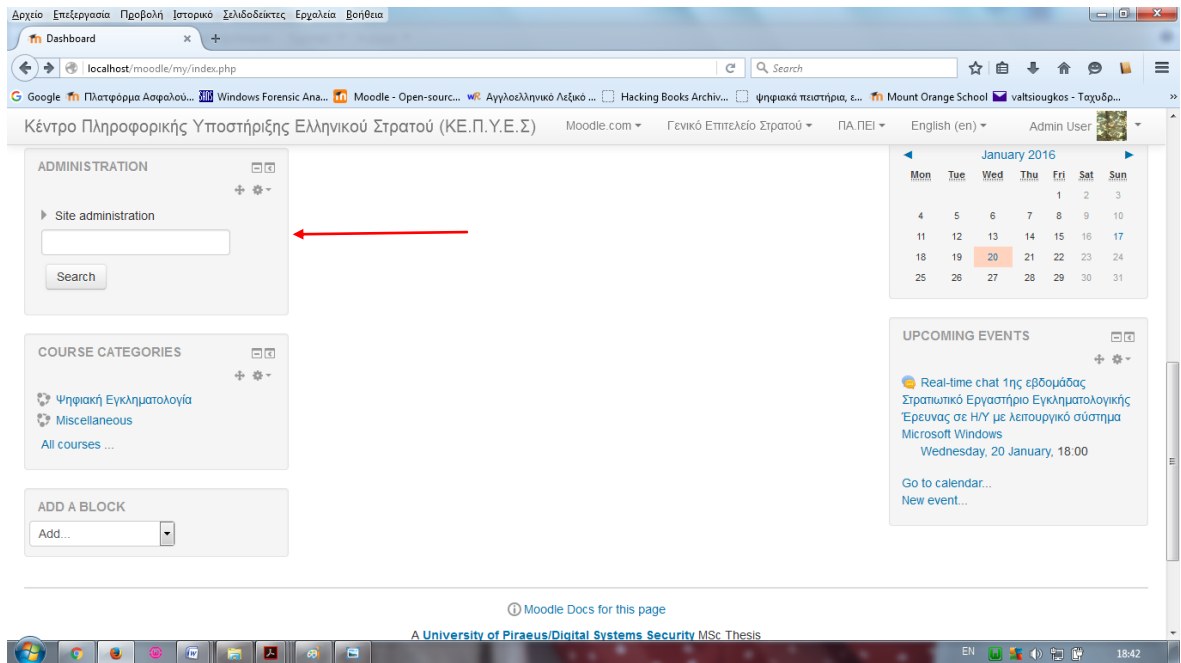 Αρχείο Επεξεργασία Προβολή Ιστορικό Σελιδοδείκτες Εργαλεία Βοήθεια
Dashboard × +
localhost/moodle/my/index.php
Search
Google Πλατφόρμα Ασφαλού... Windows Forensic Ana... Moodle - Open-sourc... Αγγλοελληνικό Λεξικό ... Hacking Books Archiv... ψηφιακά πειστήρια, ε... Mount Orange School valtsiougkos - Ταχυδρ... »
Κέντρο Πληροφορικής Υποστήριξης Ελληνικού Στρατού (ΚΕ.Π.Υ.Ε.Σ) Moodle.com Γενικό Επιτελείο Στρατού ΠΑ.ΠΕΙ English (en) Admin User
ADMINISTRATION
Site administration
Search
COURSE CATEGORIES
Ψηφιακή Εγκληματολογία
Miscellaneous
All courses ...
ADD A BLOCK
Add...
January 2016
Mon Tue Wed Thu Fri Sat Sun
1 2 3
4 5 6 7 8 9 10
11 12 13 14 15 16 17
18 19 20 21 22 23 24
25 26 27 28 29 30 31
UPCOMING EVENTS
Real-time chat 1ης εβδομάδας
Στρατιωτικό Εργαστήριο Εγκληματολογικής
Έρευνας σε Η/Υ με λειτουργικό σύστημα
Microsoft Windows
Wednesday, 20 January, 18:00
Go to calendar...
New event...
Moodle Docs for this page
A University of Piraeus/Digital Systems Security MSc Thesis
EN 18:42